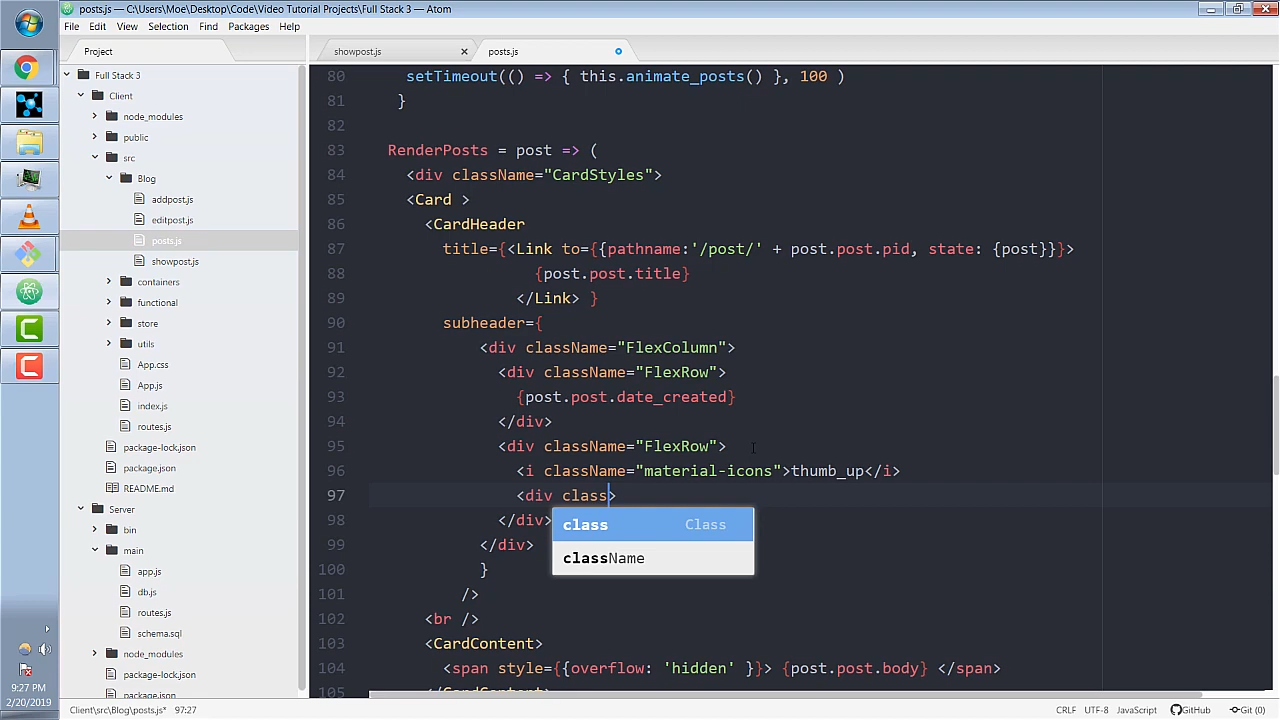 posts.js — C:\Users\Moe\Desktop\Code\Video Tutorial Projects\Full Stack 3 — Atom
File Edit View Selection Find Packages Help
Project
showpost.js
posts.js
Full Stack 3
Client
node_modules
public
src
Blog
addpost.js
editpost.js
posts.js
showpost.js
containers
functional
store
utils
App.css
App.js
index.js
routes.js
package-lock.json
package.json
README.md
Server
bin
main
app.js
db.js
routes.js
schema.sql
node_modules
package-lock.json
package.json
80 setTimeout(() => { this.animate_posts() }, 100 )
81 }
82
83 RenderPosts = post => (
84 <div className="CardStyles">
85 <Card >
86 <CardHeader
87 title={<Link to={{pathname:'/post/' + post.post.pid, state: {post}}}>
88 {post.post.title}
89 </Link> }
90 subheader={
91 <div className="FlexColumn">
92 <div className="FlexRow">
93 {post.post.date_created}
94 </div>
95 <div className="FlexRow">
96 <i className="material-icons">thumb_up</i>
97 <div class>
98 </div>
99 </div>
100 }
101 />
102 <br />
103 <CardContent>
104 <span style={{overflow: 'hidden' }}> {post.post.body} </span>
105 </CardContent>
class Class
className
9:27 PM
2/20/2019
Client\src\Blog\posts.js* 97:27
CRLF UTF-8 JavaScript GitHub Git (0)